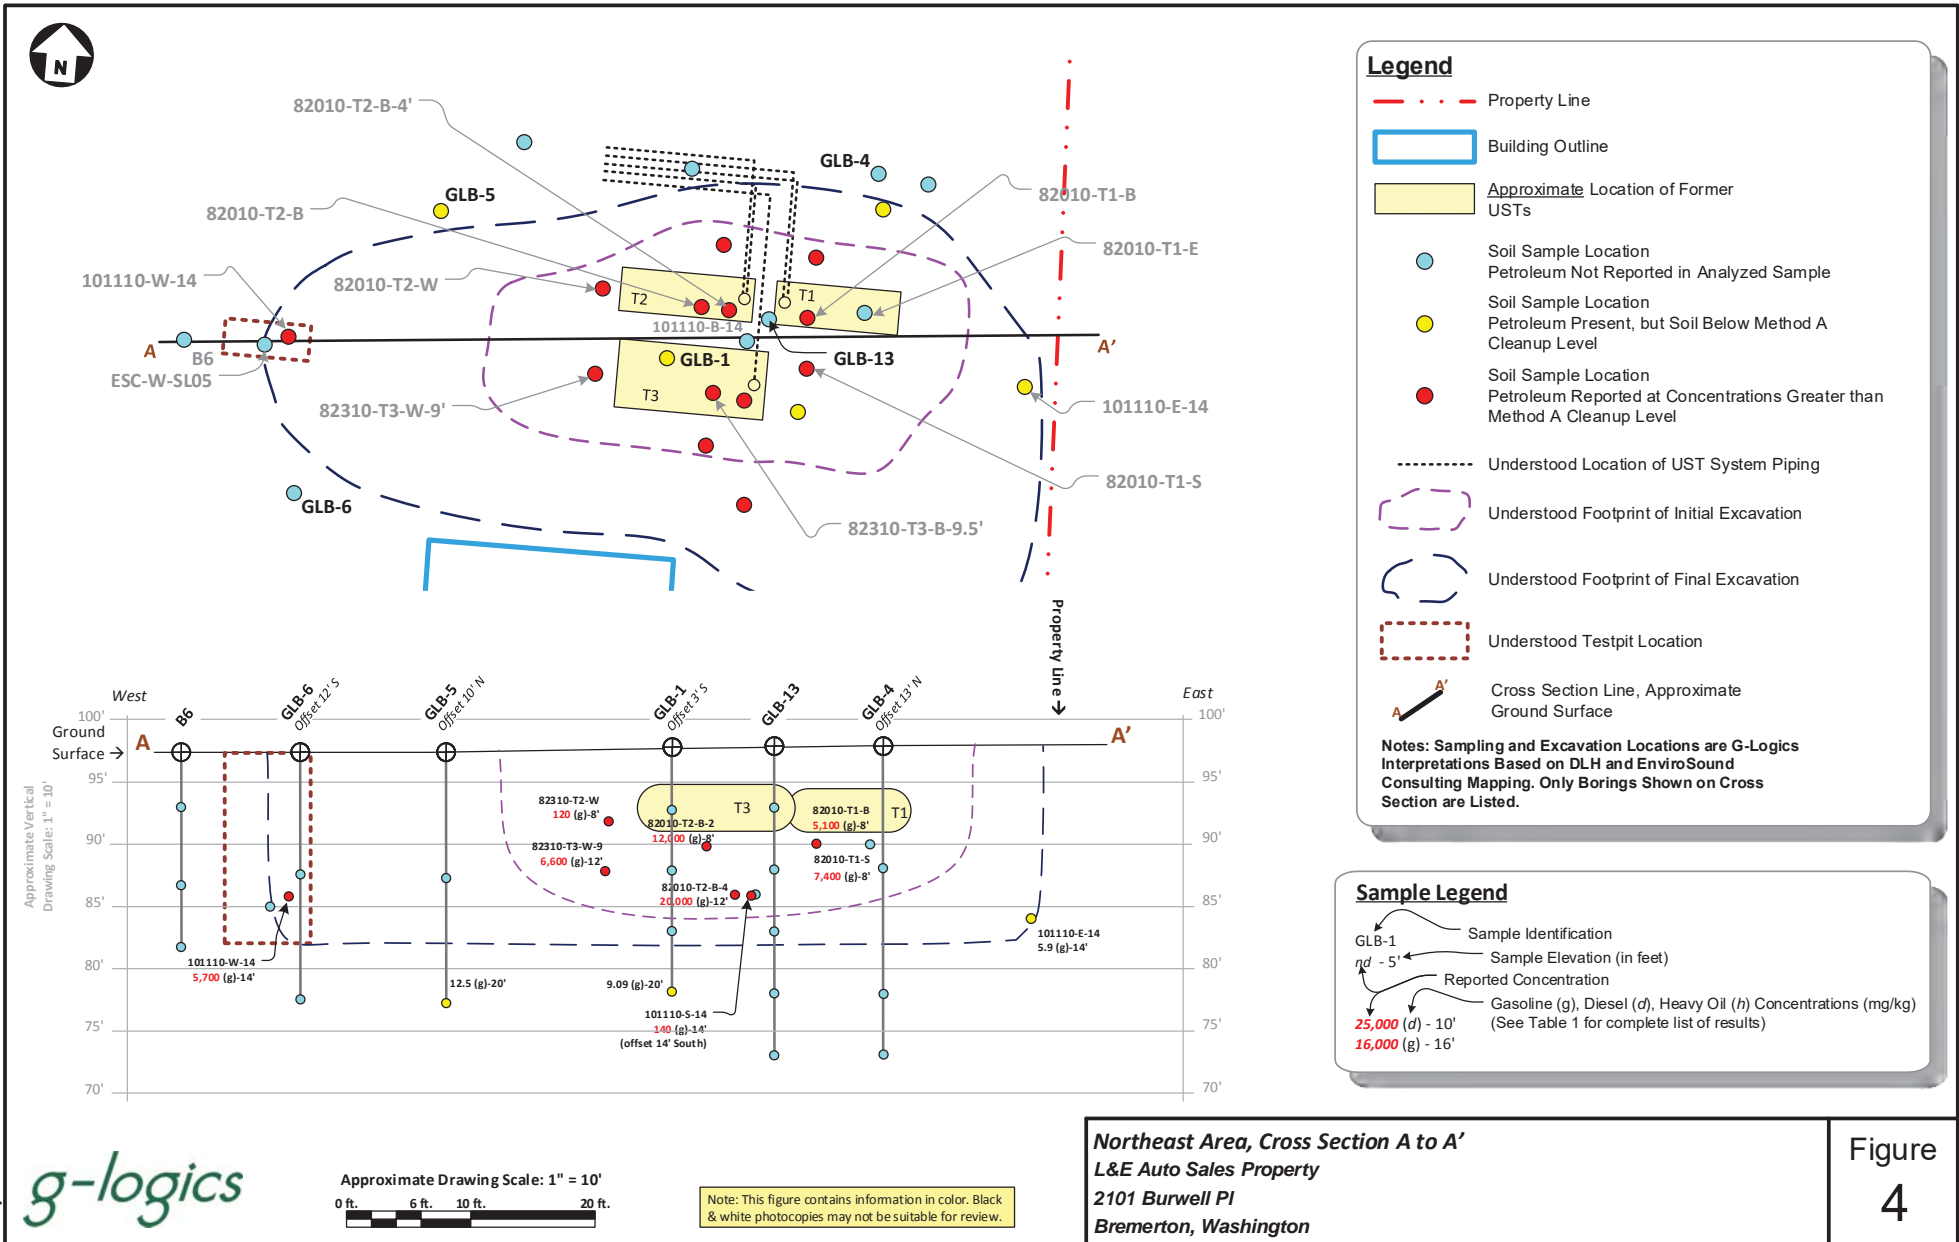 N
82010-T2-B-4'
GLB-4
GLB-5
82010-T1-B
82010-T2-B
82010-T1-E
101110-W-14
82010-T2-W
T2
T1
101110-B-14
A
A'
B6
GLB-1
GLB-13
ESC-W-SL05
T3
82310-T3-W-9'
101110-E-14
82010-T1-S
GLB-6
82310-T3-B-9.5'
Legend
Property Line
Building Outline
Approximate Location of Former
USTs
Soil Sample Location
Petroleum Not Reported in Analyzed Sample
Soil Sample Location
Petroleum Present, but Soil Below Method A
Cleanup Level
Soil Sample Location
Petroleum Reported at Concentrations Greater than
Method A Cleanup Level
Understood Location of UST System Piping
Understood Footprint of Initial Excavation
Understood Footprint of Final Excavation
Understood Testpit Location
A'
A
Cross Section Line, Approximate
Ground Surface
Notes: Sampling and Excavation Locations are G-Logics
Interpretations Based on DLH and EnviroSound
Consulting Mapping. Only Borings Shown on Cross
Section are Listed.
Property Line →
West
East
B6
GLB-6
Offset 12' S
GLB-5
Offset 10' N
GLB-1
Offset 3' S
GLB-13
GLB-4
Offset 13' N
100'
100'
Ground
Surface →
A
A'
95'
95'
90'
90'
85'
85'
80'
80'
75'
75'
70'
70'
Approximate Vertical
Drawing Scale: 1" = 10'
T3
T1
82310-T2-W
120 (g)-8'
82010-T2-B-2
12,000 (g)-8'
82010-T1-B
5,100 (g)-8'
82310-T3-W-9
6,600 (g)-12'
82010-T1-S
7,400 (g)-8'
82010-T2-B-4
20,000 (g)-12'
101110-E-14
5.9 (g)-14'
101110-W-14
5,700 (g)-14'
12.5 (g)-20'
9.09 (g)-20'
101110-S-14
140 (g)-14'
(offset 14' South)
Sample Legend
Sample Identification
GLB-1
nd - 5'
Sample Elevation (in feet)
Reported Concentration
Gasoline (g), Diesel (d), Heavy Oil (h) Concentrations (mg/kg)
(See Table 1 for complete list of results)
25,000 (d) - 10'
16,000 (g) - 16'
g-logics
Approximate Drawing Scale: 1" = 10'
0 ft. 6 ft. 10 ft. 20 ft.
Note: This figure contains information in color. Black
& white photocopies may not be suitable for review.
Northeast Area, Cross Section A to A'
L&E Auto Sales Property
2101 Burwell Pl
Bremerton, Washington
Figure
4